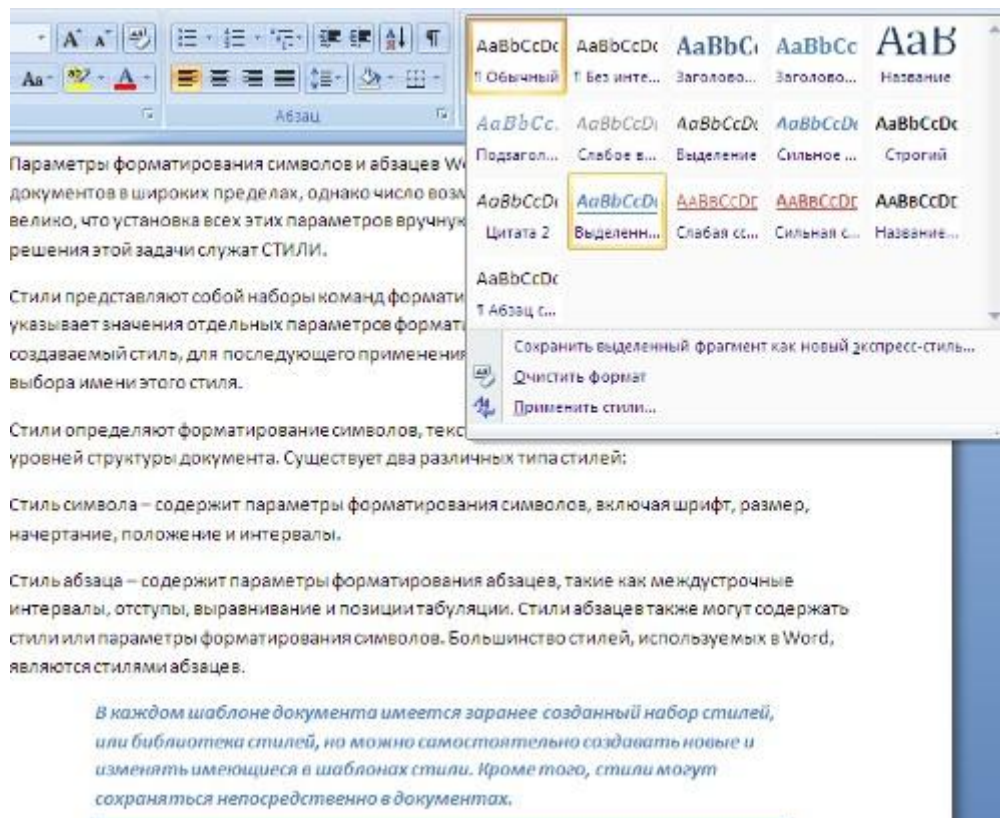 Aa
A
Абзац
AaBbCcDc AaBbCcDc AaBbC AaBbCc АаВ
¶ Обычный ¶ Без инте... Заголово... Заголово... Название
AaBbCc. AaBbCcDc AaBbCcDc AaBbCcDc AaBbCcDc
Подзагол... Слабое в... Выделение Сильное ... Строгий
AaBbCcDc AaBbCcDc AaBbCcDc AaBbCcDc AaBbCcDc
Цитата 2 Выделенн... Слабая сс... Сильная с... Название...
AaBbCcDc
¶ Абзац с...
Сохранить выделенный фрагмент как новый экспресс-стиль...
Очистить формат
Применить стили...
Параметры форматирования символов и абзацев
документов в широких пределах, однако число
велико, что установка всех этих параметров вручную
решения этой задачи служат СТИЛИ.
Стили представляют собой наборы команд
указывает значения отдельных параметров
создаваемый стиль, для последующего применения
выбора имени этого стиля.
Стили определяют форматирование символов,
уровней структуры документа. Существует два различных типа стилей:
Стиль символа – содержит параметры форматирования символов, включая шрифт, размер,
начертание, положение и интервалы.
Стиль абзаца – содержит параметры форматирования абзацев, такие как междустрочные
интервалы, отступы, выравнивание и позиции табуляции. Стили абзацев также могут содержать
стили или параметры форматирования символов. Большинство стилей, используемых в Word,
являются стилями абзацев.
В каждом шаблоне документа имеется заранее созданный набор стилей,
или библиотека стилей, но можно самостоятельно создавать новые и
изменять имеющиеся в шаблонах стили. Кроме того, стили могут
сохраняться непосредственно в документах.